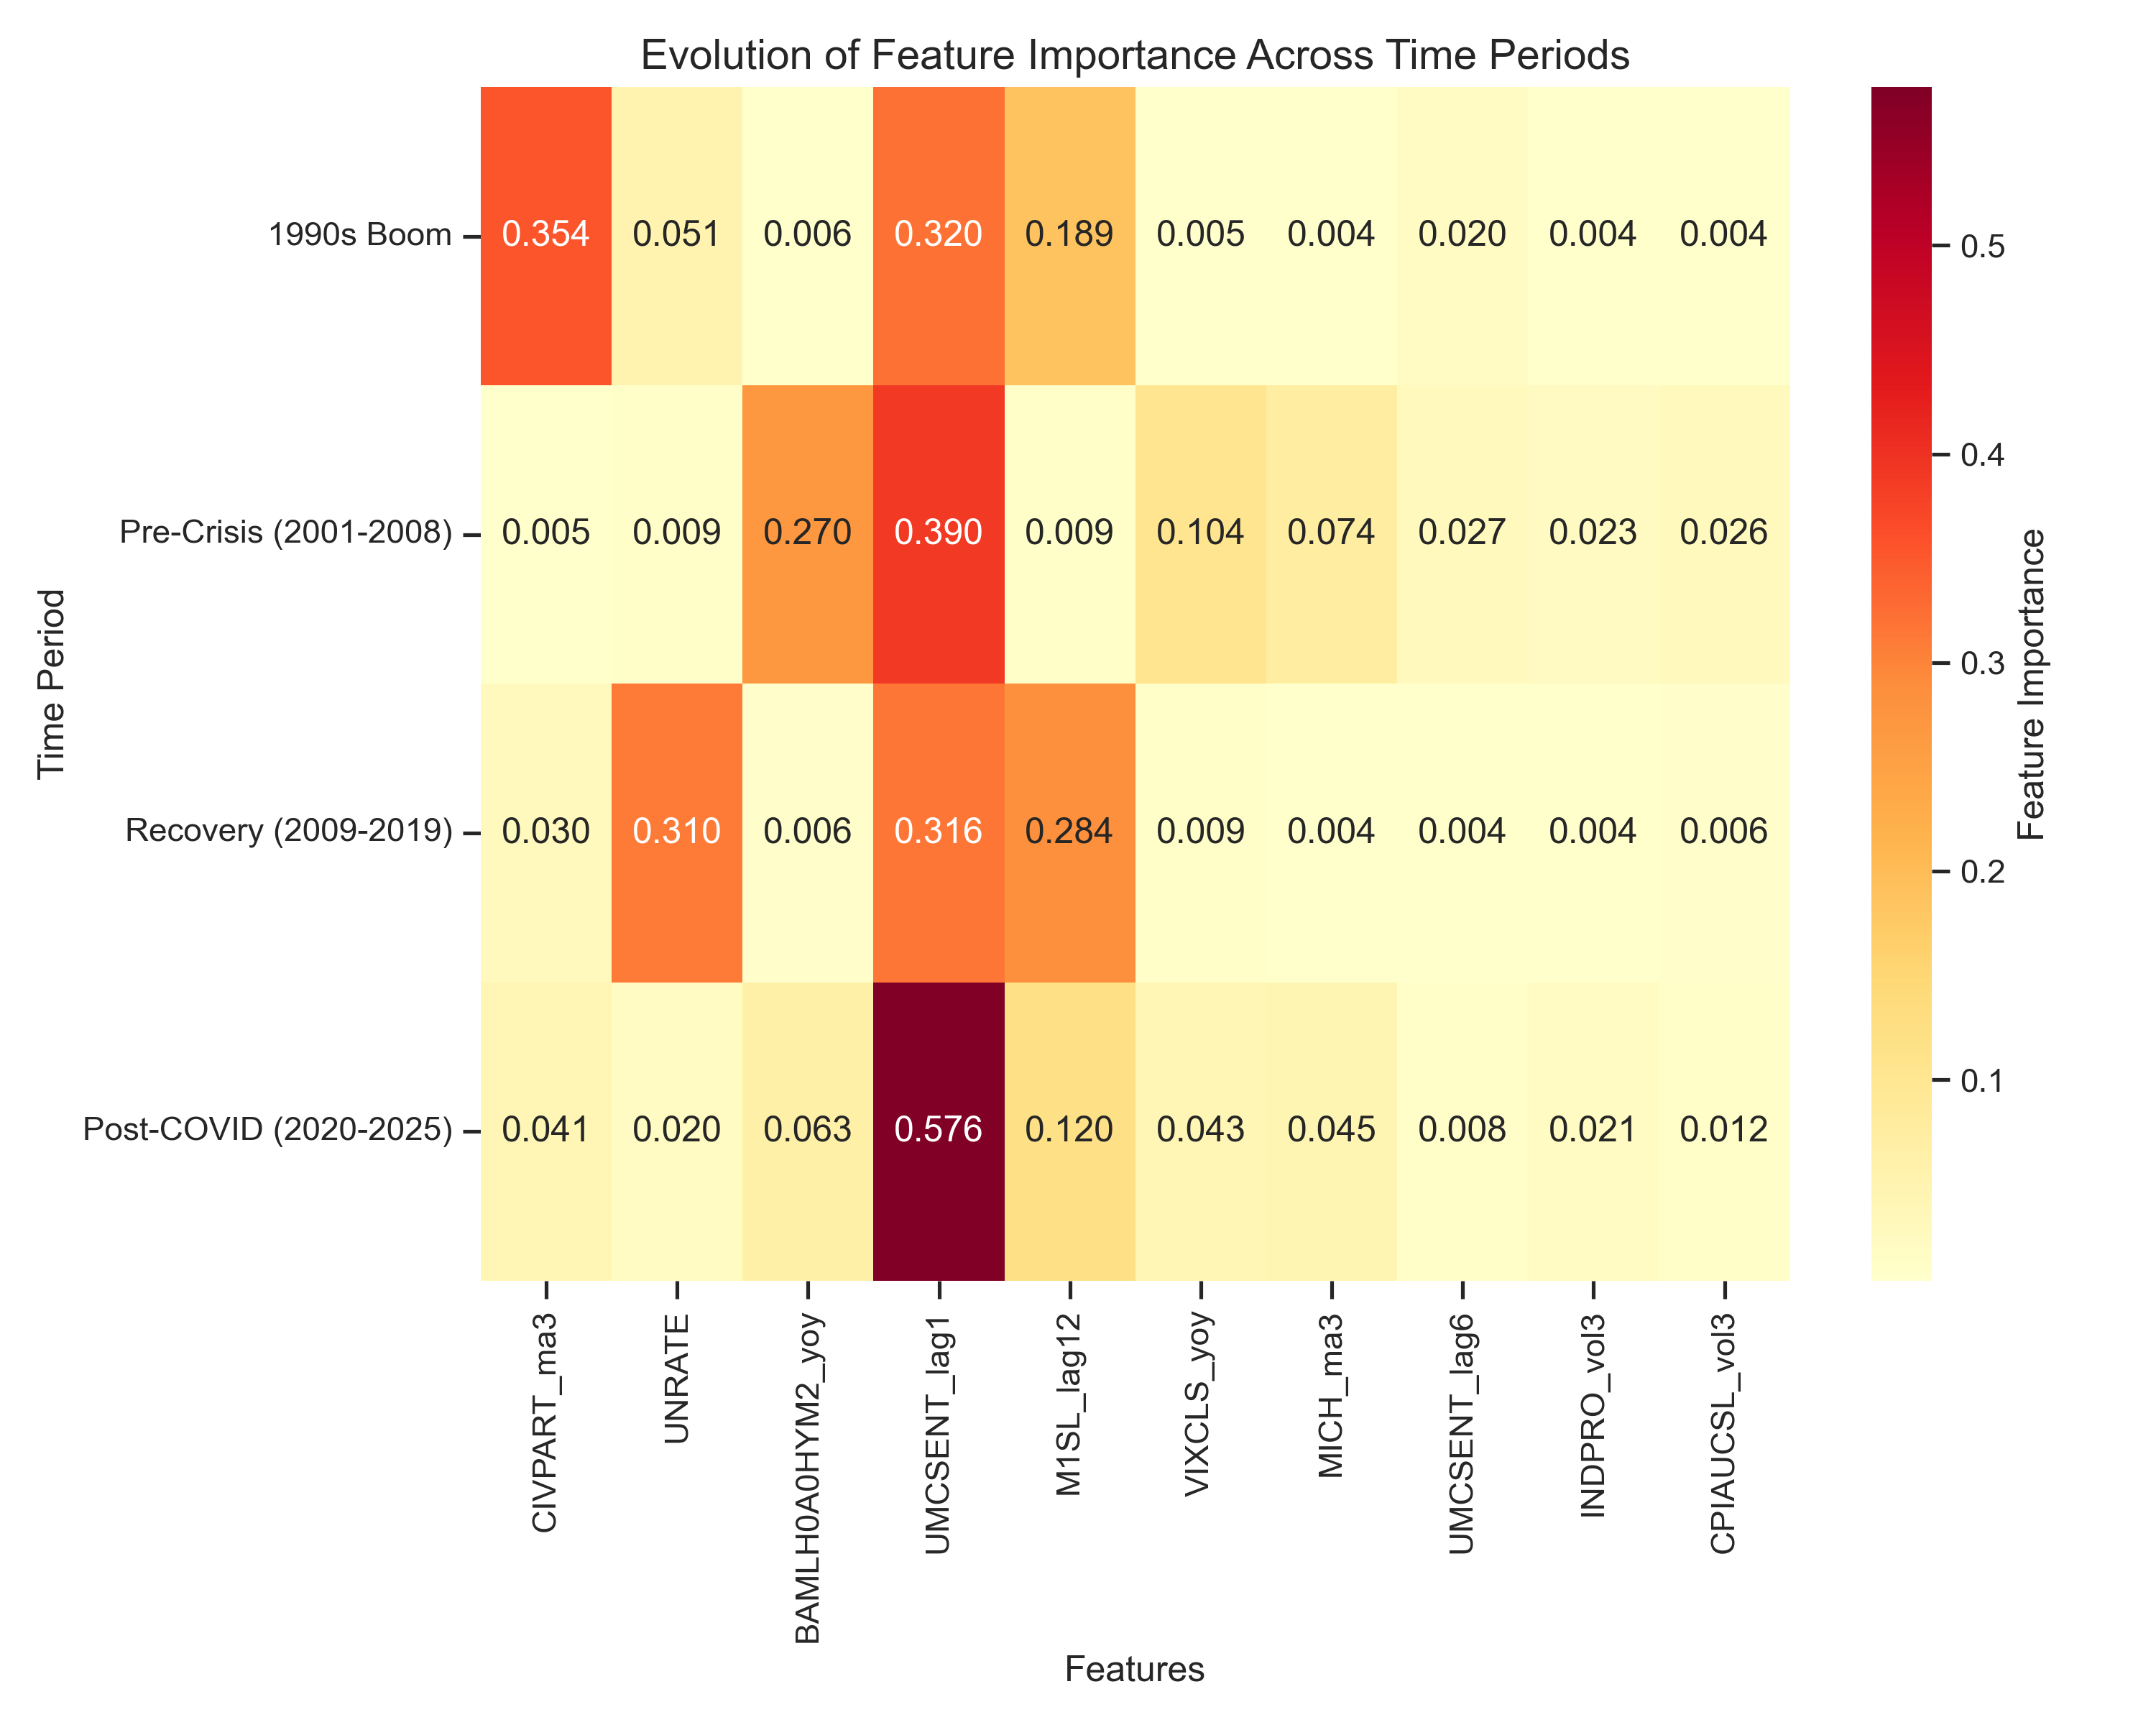 Evolution of Feature Importance Across Time Periods
Time Period
1990s Boom 0.354 0.051 0.006 0.320 0.189 0.005 0.004 0.020 0.004 0.004
Pre-Crisis (2001-2008) 0.005 0.009 0.270 0.390 0.009 0.104 0.074 0.027 0.023 0.026
Recovery (2009-2019) 0.030 0.310 0.006 0.316 0.284 0.009 0.004 0.004 0.004 0.006
Post-COVID (2020-2025) 0.041 0.020 0.063 0.576 0.120 0.043 0.045 0.008 0.021 0.012
CIVPART_ma3
UNRATE
BAMLH0A0HYM2_yoy
UMCSENT_lag1
M1SL_lag12
VIXCLS_yoy
MICH_ma3
UMCSENT_lag6
INDPRO_vol3
CPIAUCSL_vol3
Features
0.5
0.4
0.3
0.2
0.1
Feature Importance